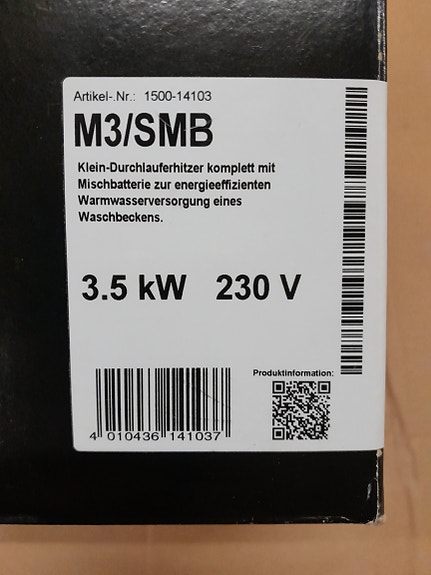 Artikel-.Nr.: 1500-14103
M3/SMB
Klein-Durchlauferhitzer komplett mit
Mischbatterie zur energieeffizienten
Warmwasserversorgung eines
Waschbeckens.
3.5 kW 230 V
Produktinformation:
4 010436 141037